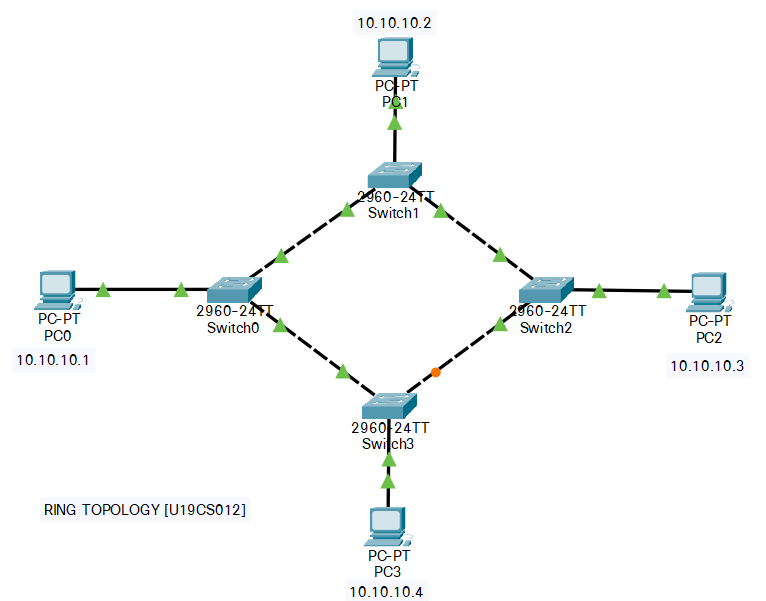 10.10.10.2
PC-PT
PC1
2960-24TT
Switch1
PC-PT
PC0
10.10.10.1
2960-24TT
Switch0
2960-24TT
Switch2
PC-PT
PC2
10.10.10.3
2960-24TT
Switch3
RING TOPOLOGY [U19CS012]
PC-PT
PC3
10.10.10.4